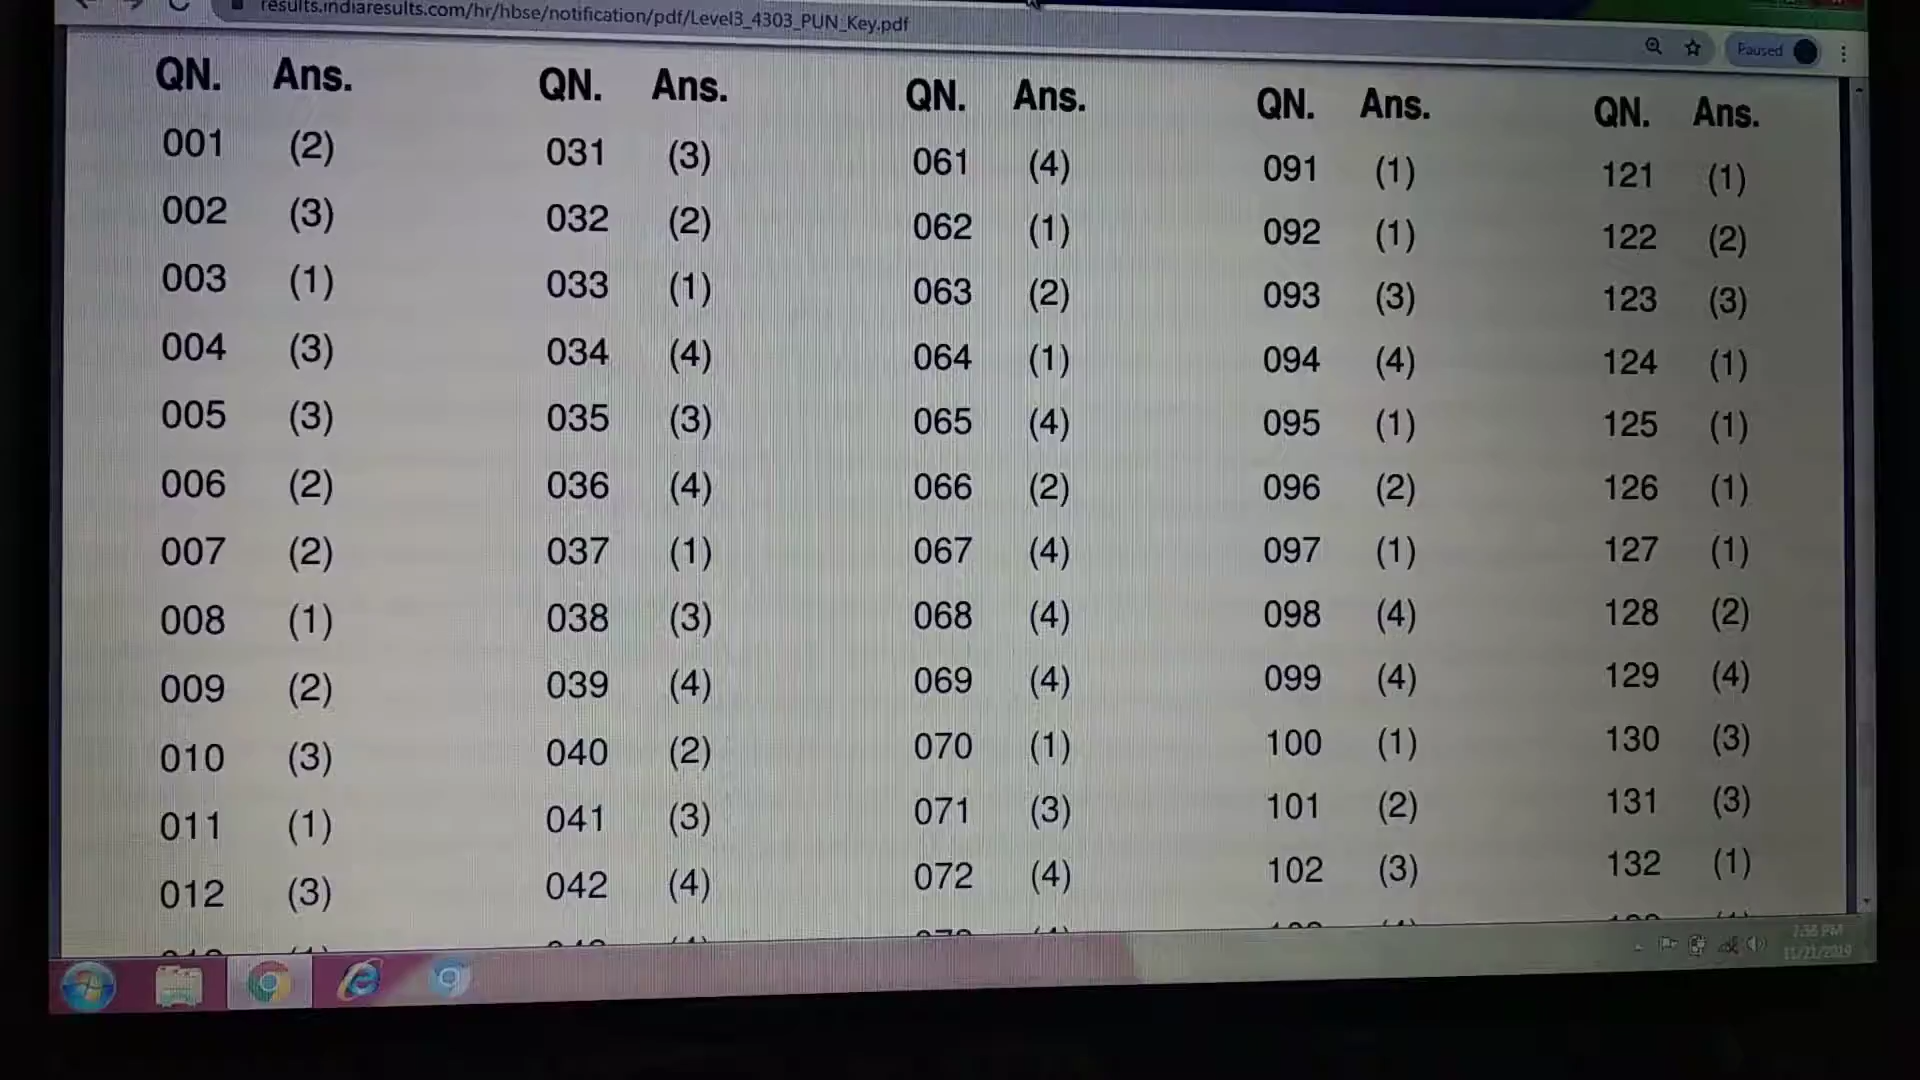 results.indiaresults.com/hr/hbse/notification/pdf/Level3_4303_PUN_Key.pdf
Paused
QN. Ans. QN. Ans. QN. Ans. QN. Ans. QN. Ans.
001 (2) 031 (3) 061 (4) 091 (1) 121 (1)
002 (3) 032 (2) 062 (1) 092 (1) 122 (2)
003 (1) 033 (1) 063 (2) 093 (3) 123 (3)
004 (3) 034 (4) 064 (1) 094 (4) 124 (1)
005 (3) 035 (3) 065 (4) 095 (1) 125 (1)
006 (2) 036 (4) 066 (2) 096 (2) 126 (1)
007 (2) 037 (1) 067 (4) 097 (1) 127 (1)
008 (1) 038 (3) 068 (4) 098 (4) 128 (2)
009 (2) 039 (4) 069 (4) 099 (4) 129 (4)
010 (3) 040 (2) 070 (1) 100 (1) 130 (3)
011 (1) 041 (3) 071 (3) 101 (2) 131 (3)
012 (3) 042 (4) 072 (4) 102 (3) 132 (1)
11/21/2019